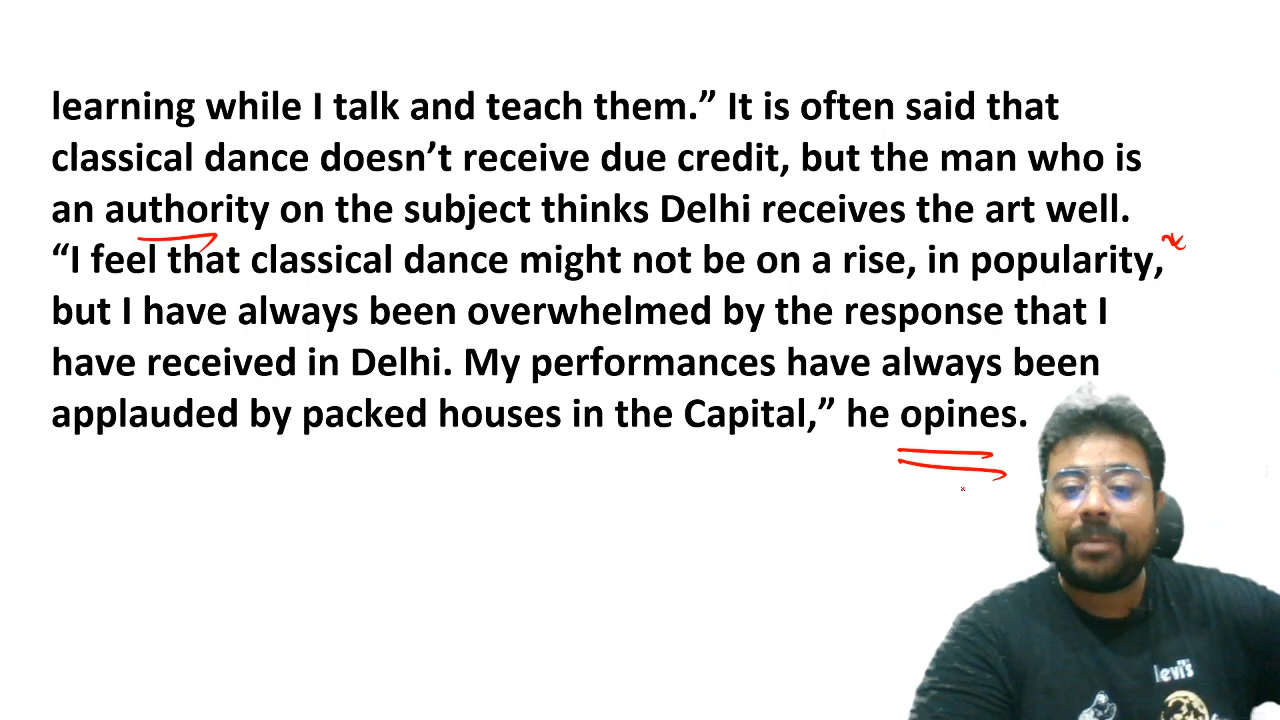 learning while I talk and teach them.” It is often said that
classical dance doesn’t receive due credit, but the man who is
an authority on the subject thinks Delhi receives the art well.
“I feel that classical dance might not be on a rise, in popularity,
but I have always been overwhelmed by the response that I
have received in Delhi. My performances have always been
applauded by packed houses in the Capital,” he opines.
levi's